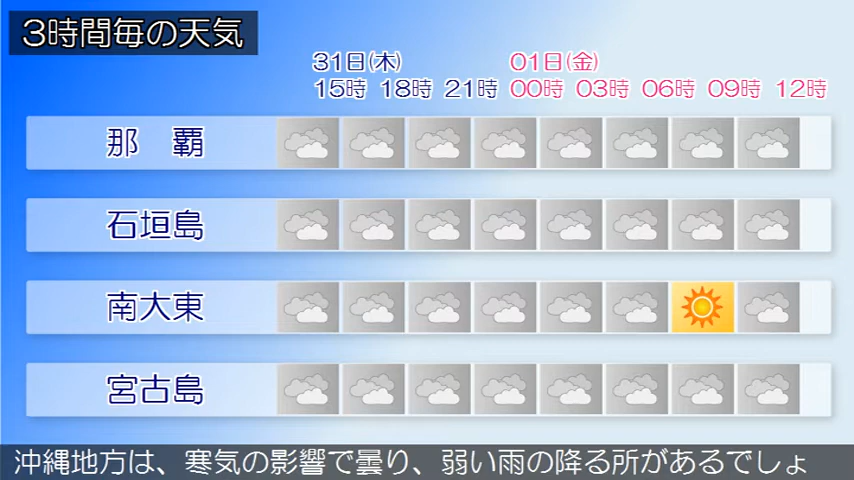 3時間毎の天気
31日(木) 01日(金)
15時 18時 21時 00時 03時 06時 09時 12時
那　覇
石垣島
南大東
宮古島
沖縄地方は、寒気の影響で曇り、弱い雨の降る所があるでしょ